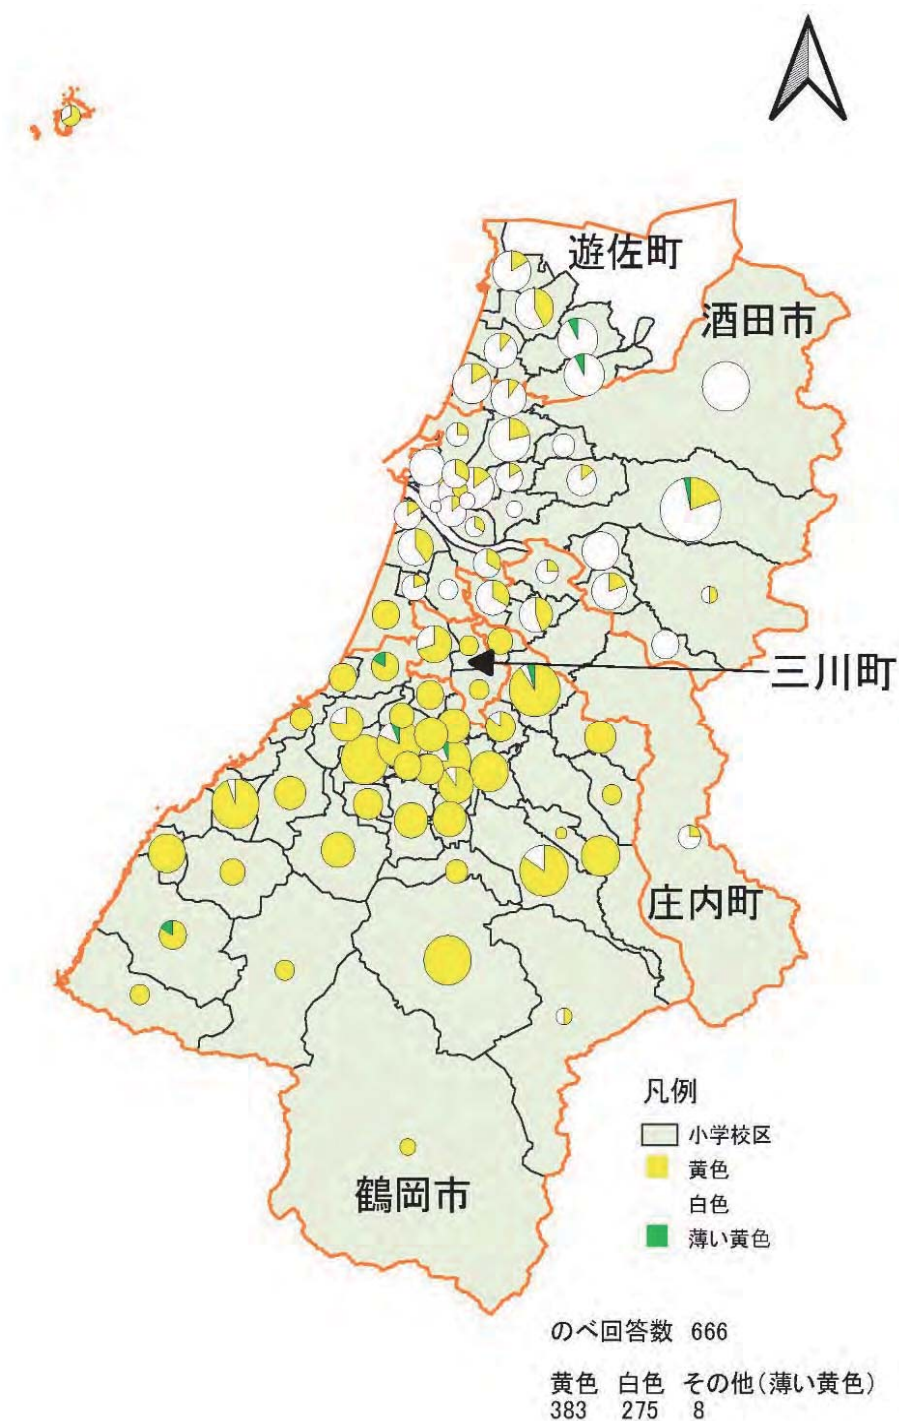 遊佐町
酒田市
三川町
庄内町
鶴岡市
凡例
小学校区
黄色
白色
薄い黄色
のべ回答数 666
黄色 白色 その他(薄い黄色)
383 275 8